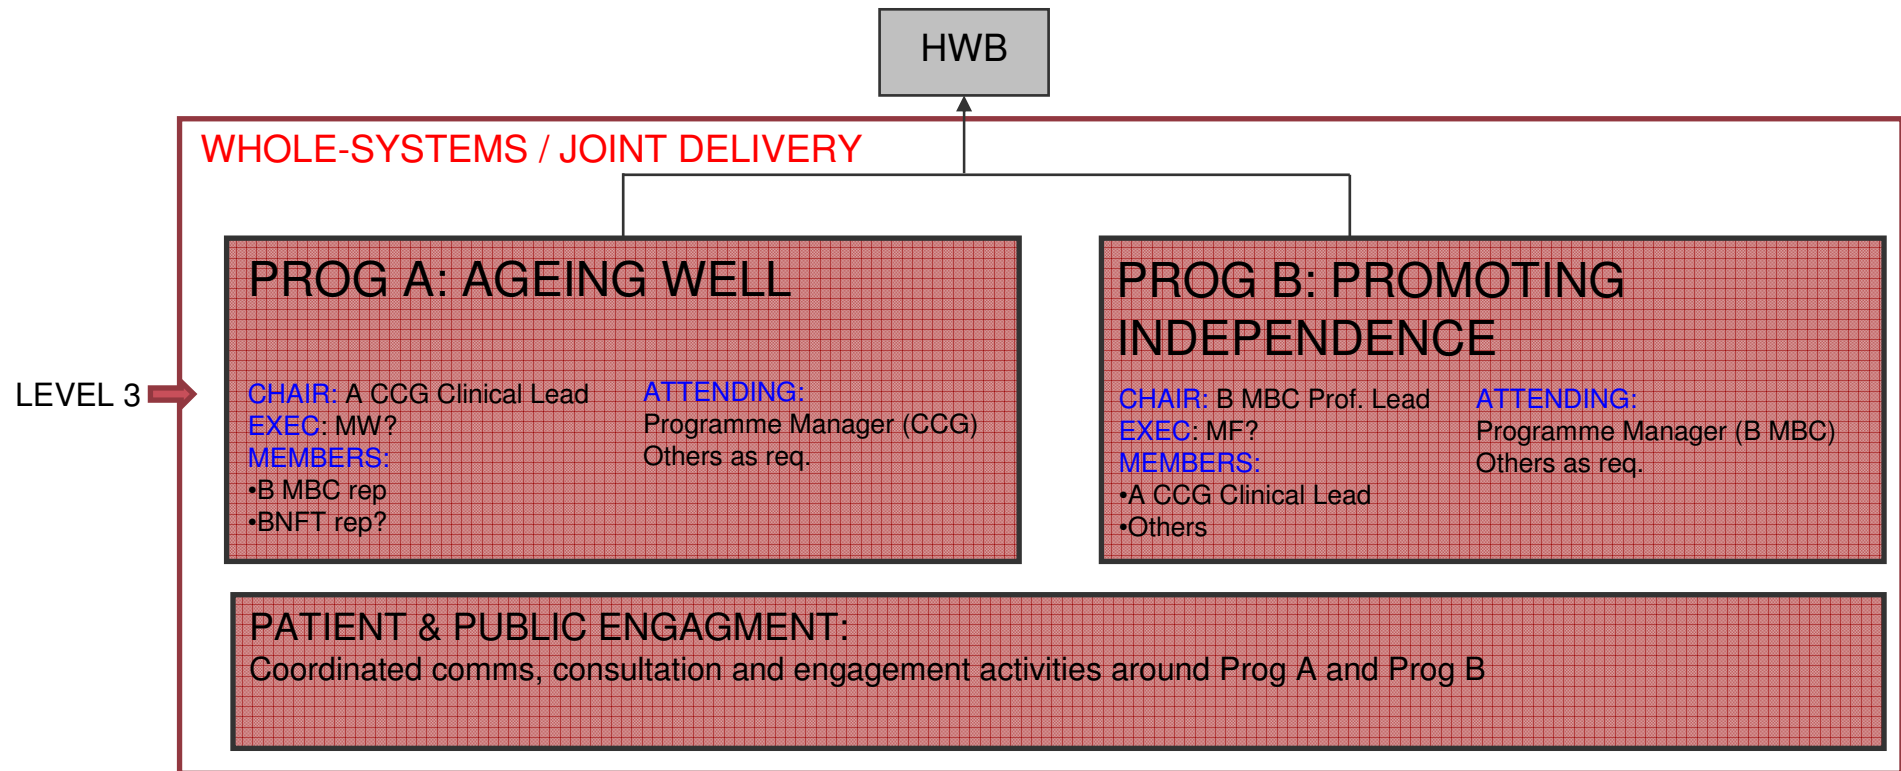 HWB
WHOLE-SYSTEMS / JOINT DELIVERY
LEVEL 3
PROG A: AGEING WELL
CHAIR: A CCG Clinical Lead
EXEC: MW?
MEMBERS:
•B MBC rep
•BNFT rep?
ATTENDING:
Programme Manager (CCG)
Others as req.
PROG B: PROMOTING
INDEPENDENCE
CHAIR: B MBC Prof. Lead
EXEC: MF?
MEMBERS:
•A CCG Clinical Lead
•Others
ATTENDING:
Programme Manager (B MBC)
Others as req.
PATIENT & PUBLIC ENGAGMENT:
Coordinated comms, consultation and engagement activities around Prog A and Prog B